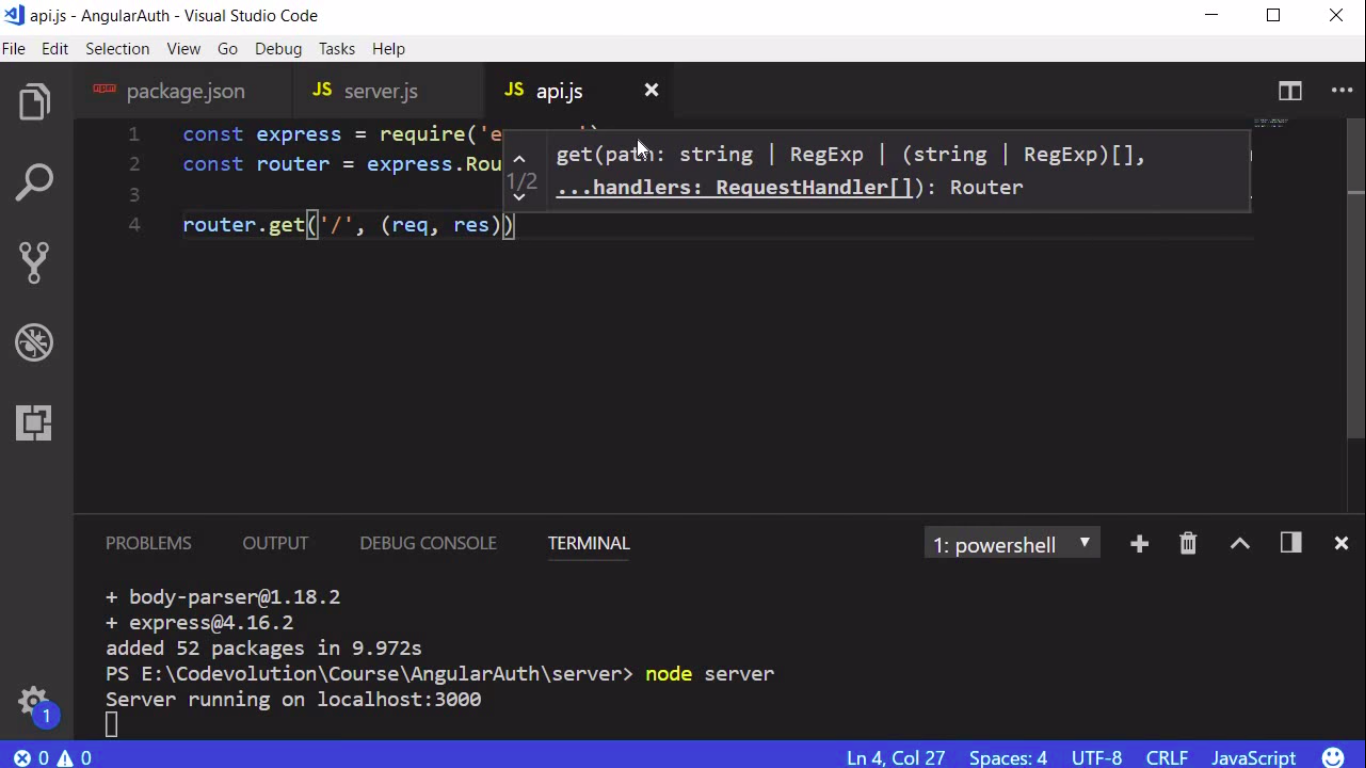 api.js - AngularAuth - Visual Studio Code
File Edit Selection View Go Debug Tasks Help
npm package.json JS server.js JS api.js
1 const express = require('e
2 const router = express.Rou
3
4 router.get('/', (req, res))
get(path: string | RegExp | (string | RegExp)[],
1/2 ...handlers: RequestHandler[]): Router
PROBLEMS OUTPUT DEBUG CONSOLE TERMINAL 1: powershell
+ body-parser@1.18.2
+ express@4.16.2
added 52 packages in 9.972s
PS E:\Codevolution\Course\AngularAuth\server> node server
Server running on localhost:3000
1
0 0 Ln 4, Col 27 Spaces: 4 UTF-8 CRLF JavaScript